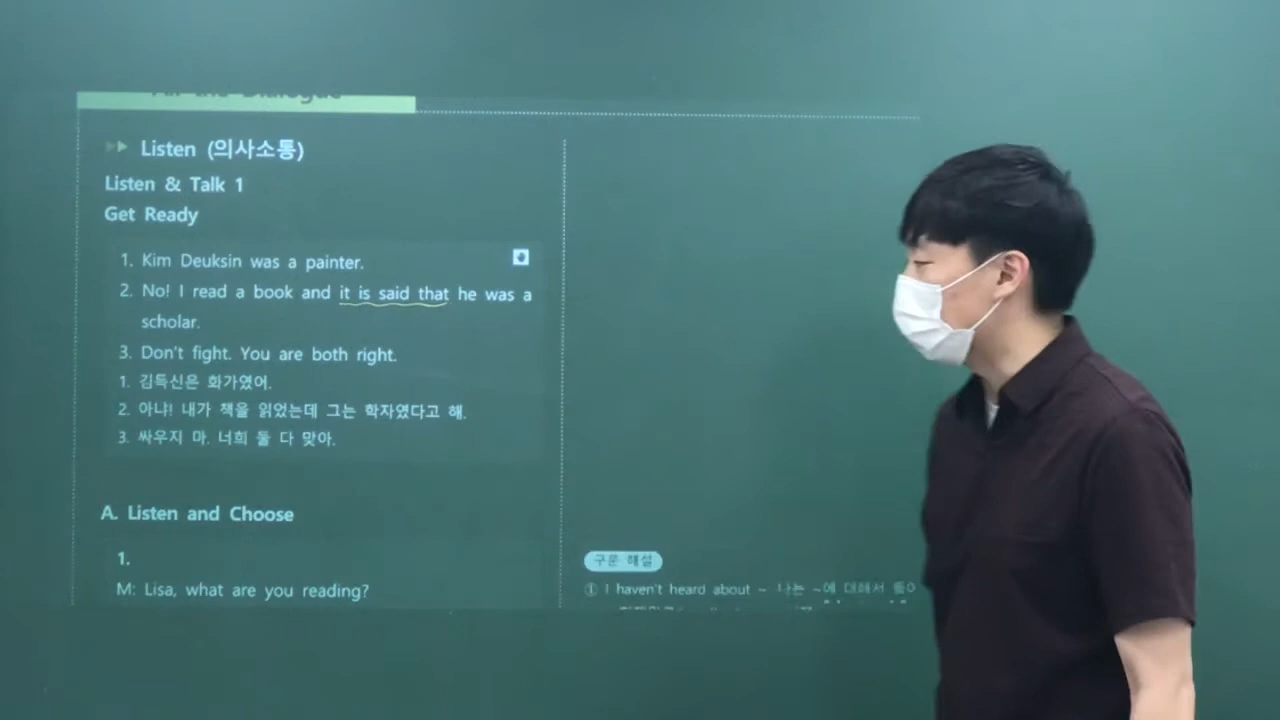 All the Dialogue
Listen (의사소통)
Listen & Talk 1
Get Ready
1. Kim Deuksin was a painter.
2. No! I read a book and it is said that he was a
scholar.
3. Don't fight. You are both right.
1. 김득신은 화가였어.
2. 아냐! 내가 책을 읽었는데 그는 학자였다고 해.
3. 싸우지 마. 너희 둘 다 맞아.
A. Listen and Choose
1.
M: Lisa, what are you reading?
구문 해설
① I haven't heard about ~ 나는 ~에 대해서